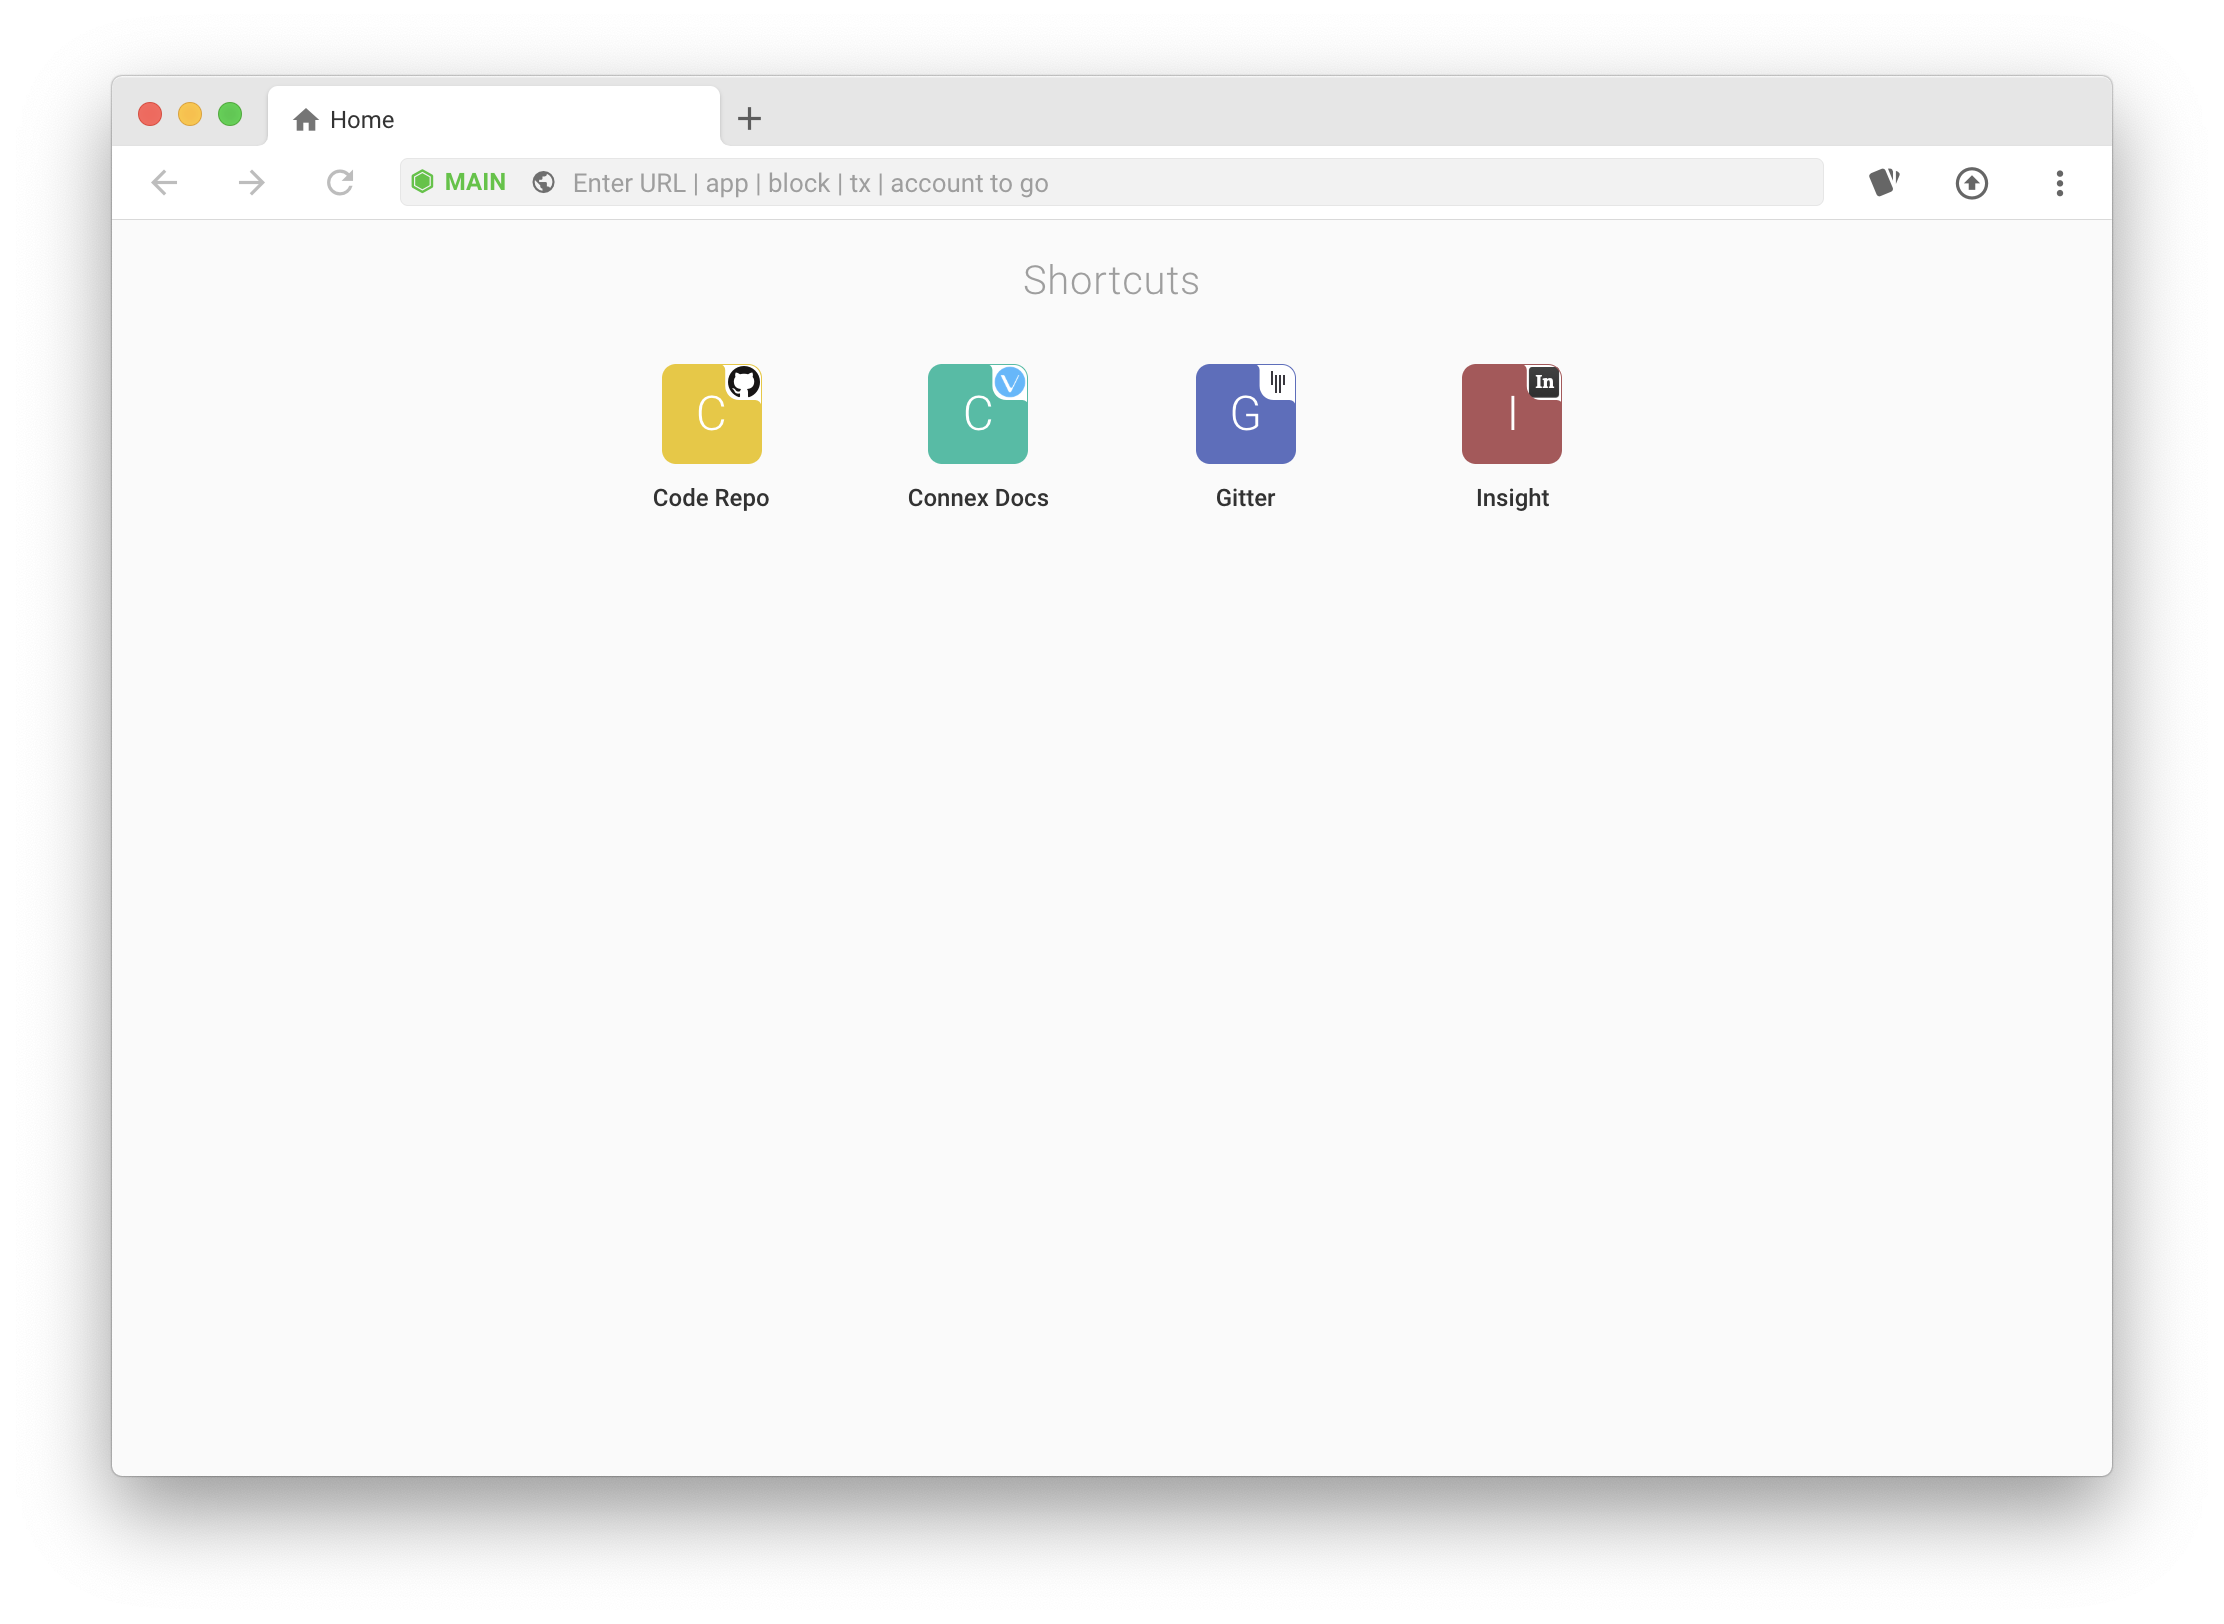 Home
MAIN Enter URL | app | block | tx | account to go
Shortcuts
C C V G I In
Code Repo Connex Docs Gitter Insight